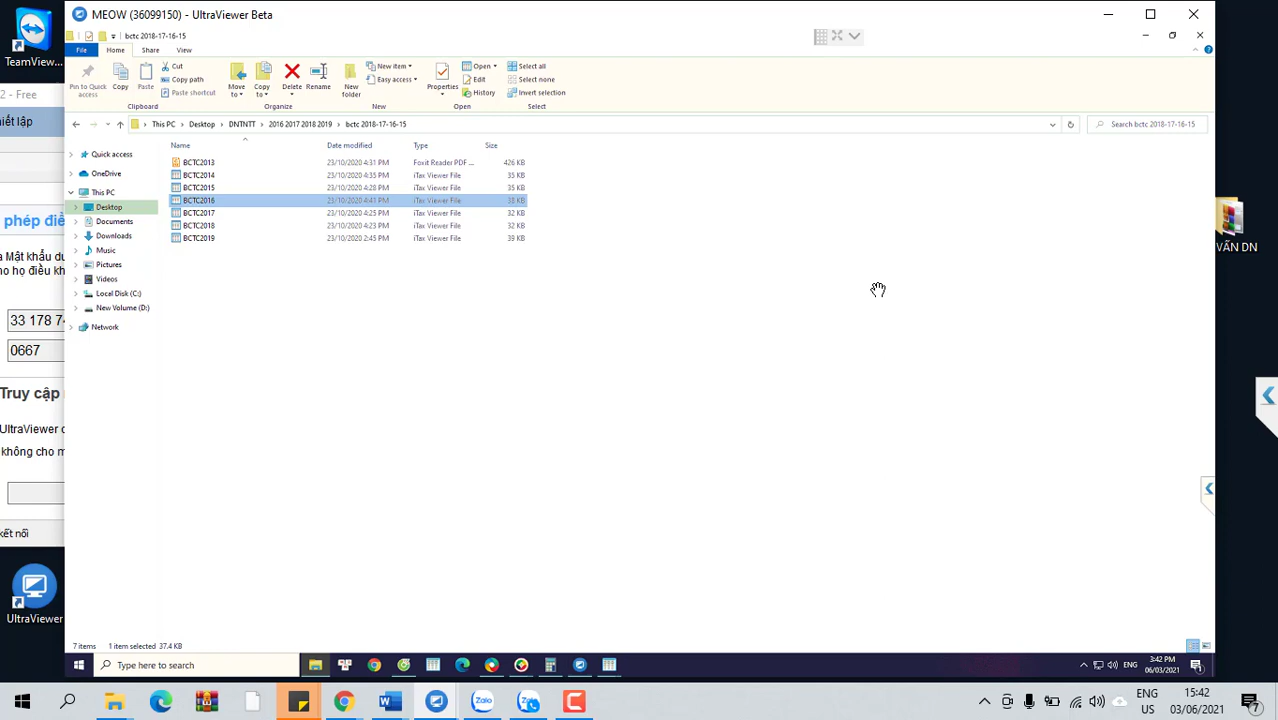 MEOW (36099150) - UltraViewer Beta
TeamView...
2 - Free
ết lập
phép điề
a Mật khẩu dư
o họ điều kh
33 178 7
0667
Truy cập
UltraViewer c
không cho m
kết nối
UltraViewer
VẤN DN
bctc 2018-17-16-15
File Home Share View
Pin to Quick access
Copy
Paste
Cut
Copy path
Paste shortcut
Clipboard
Move to
Copy to
Delete
Rename
Organize
New folder
New item
Easy access
New
Properties
Open
Edit
History
Open
Select all
Select none
Invert selection
Select
This PC Desktop DNTNTT 2016 2017 2018 2019 bctc 2018-17-16-15
Search bctc 2018-17-16-15
Quick access
OneDrive
This PC
Desktop
Documents
Downloads
Music
Pictures
Videos
Local Disk (C:)
New Volume (D:)
Network
Name Date modified Type Size
BCTC2013 23/10/2020 4:31 PM Foxit Reader PDF ... 426 KB
BCTC2014 23/10/2020 4:35 PM iTax Viewer File 35 KB
BCTC2015 23/10/2020 4:28 PM iTax Viewer File 35 KB
BCTC2016 23/10/2020 4:41 PM iTax Viewer File 38 KB
BCTC2017 23/10/2020 4:25 PM iTax Viewer File 32 KB
BCTC2018 23/10/2020 4:23 PM iTax Viewer File 32 KB
BCTC2019 23/10/2020 2:45 PM iTax Viewer File 39 KB
7 items 1 item selected 37.4 KB
Type here to search
ENG
3:42 PM
06/03/2021
Zalo
Zalo
ENG
US
15:42
03/06/2021
7